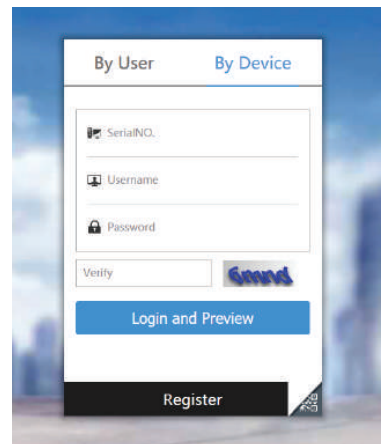 By User By Device
SerialNO.
Username
Password
Verify
Login and Preview
Register